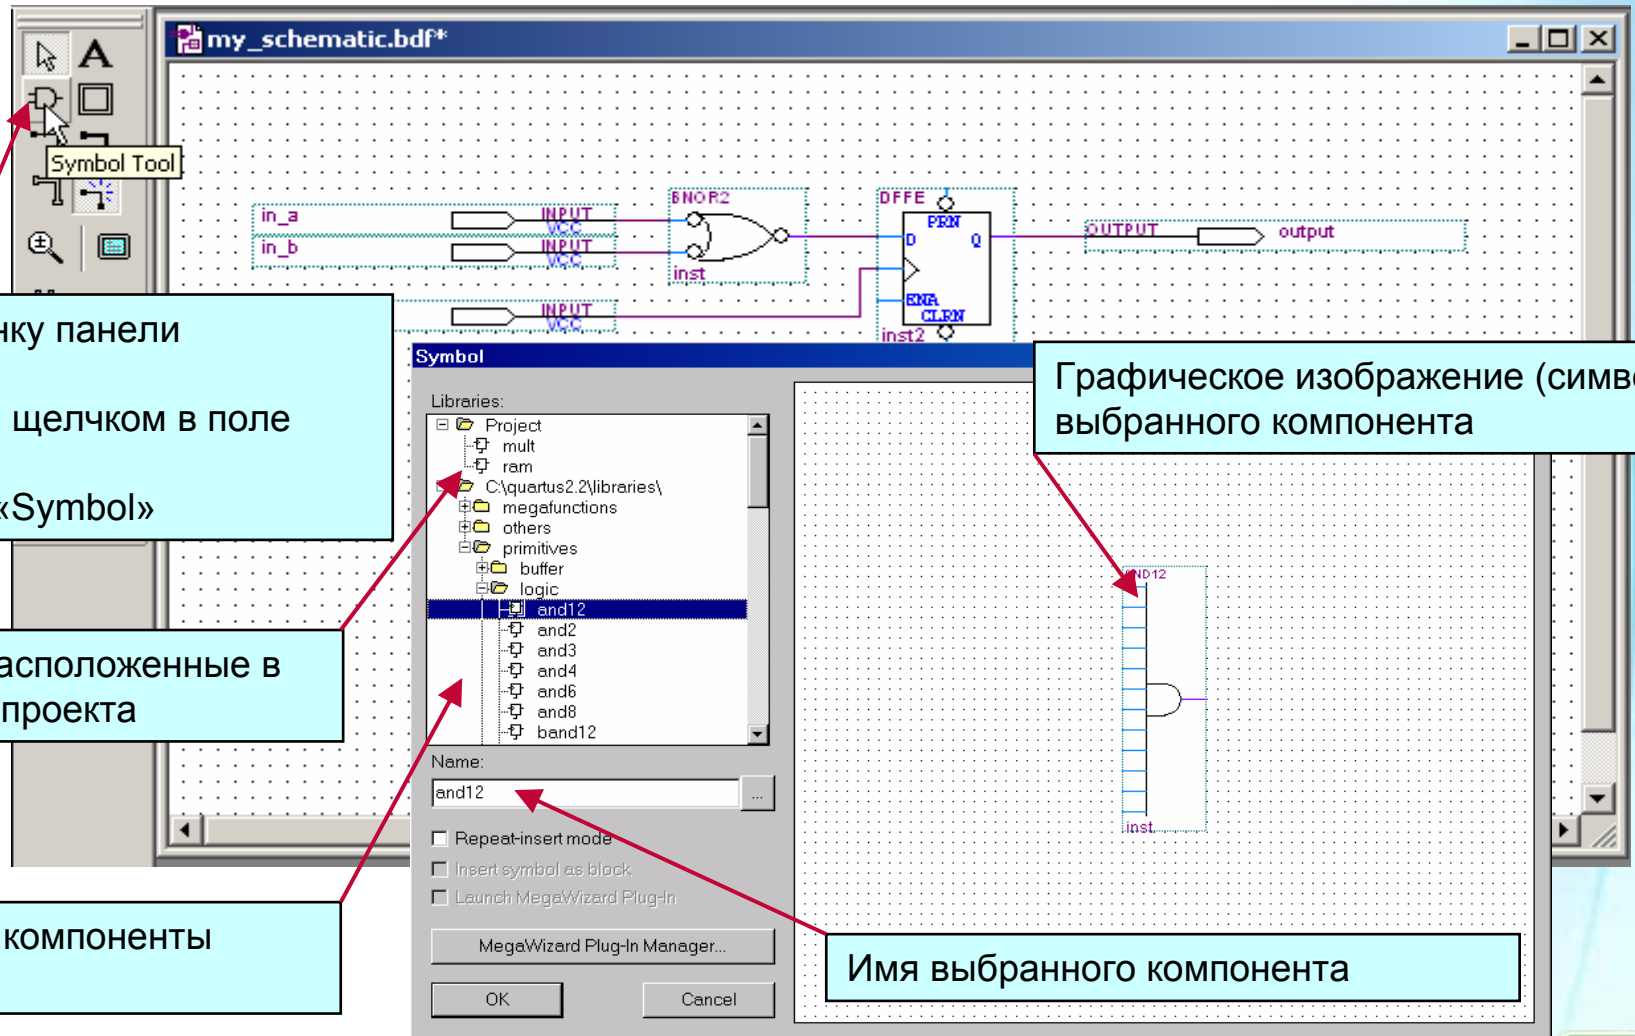 my_schematic.bdf*
A
Symbol Tool
in_a
INPUT
VCC
in_b
INPUT
VCC
INPUT
VCC
BNOR2
inst
DFFE
PRN
D
Q
ENA
CLRN
inst2
OUTPUT
output
панели
щелчком в поле
«Symbol»
расположенные в
проекта
компоненты
Symbol
Libraries:
Project
mult
ram
C:\quartus2.2\libraries\
megafunctions
others
primitives
buffer
logic
and12
and2
and3
and4
and6
and8
band12
Name:
and12
...
Repeat-insert mode
Insert symbol as block
Launch MegaWizard Plug-In
MegaWizard Plug-In Manager...
OK
Cancel
Графическое изображение
выбранного компонента
AND12
inst
Имя выбранного компонента